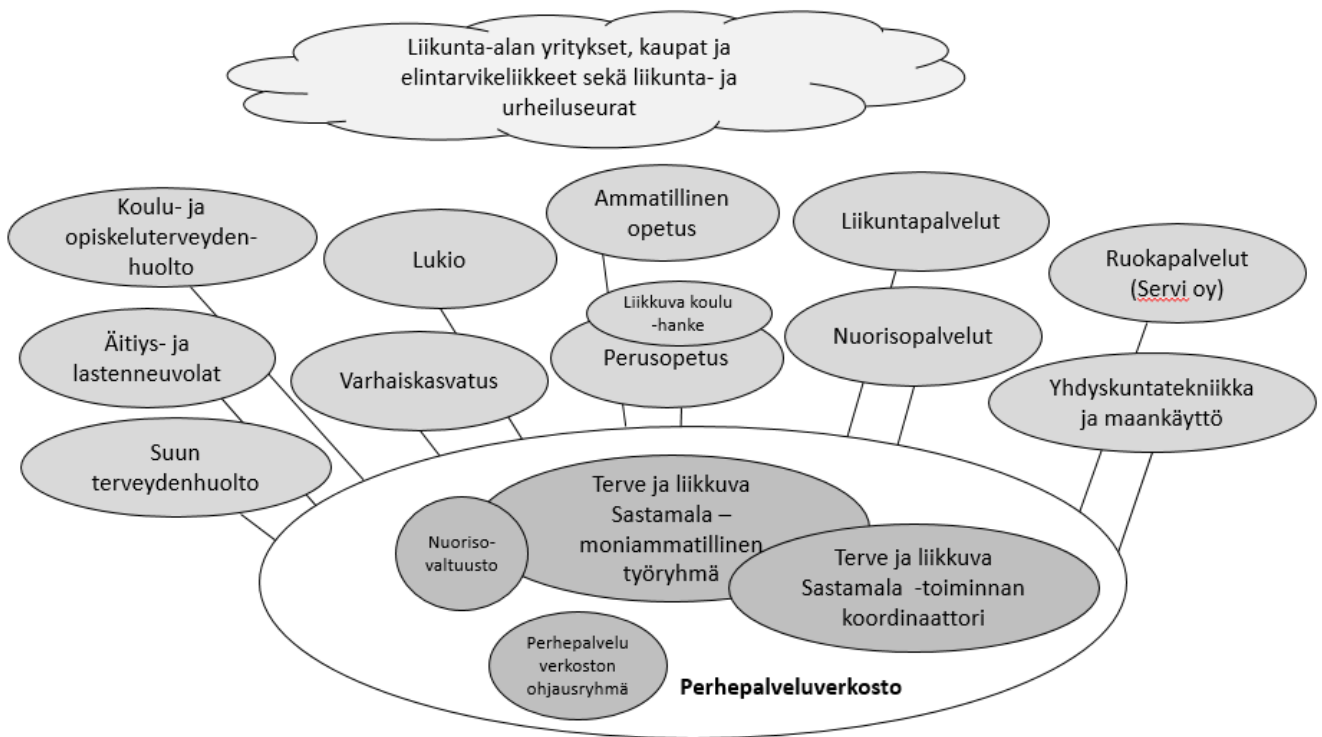 Liikunta-alan yritykset, kaupat ja
elintarvikeliikkeet sekä liikunta- ja
urheiluseurat
Koulu- ja
opiskeluterveyden-
huolto
Lukio
Ammatillinen
opetus
Liikuntapalvelut
Ruokapalvelut
(Servi oy)
Äitiys- ja
lastenneuvolat
Varhaiskasvatus
Liikkuva koulu
-hanke
Perusopetus
Nuorisopalvelut
Yhdyskuntatekniikka
ja maankäyttö
Suun
terveydenhuolto
Nuoriso-
valtuusto
Terve ja liikkuva
Sastamala –
moniammatillinen
työryhmä
Terve ja liikkuva
Sastamala -toiminnan
koordinaattori
Perhepalvelu
verkoston
ohjausryhmä
Perhepalveluverkosto